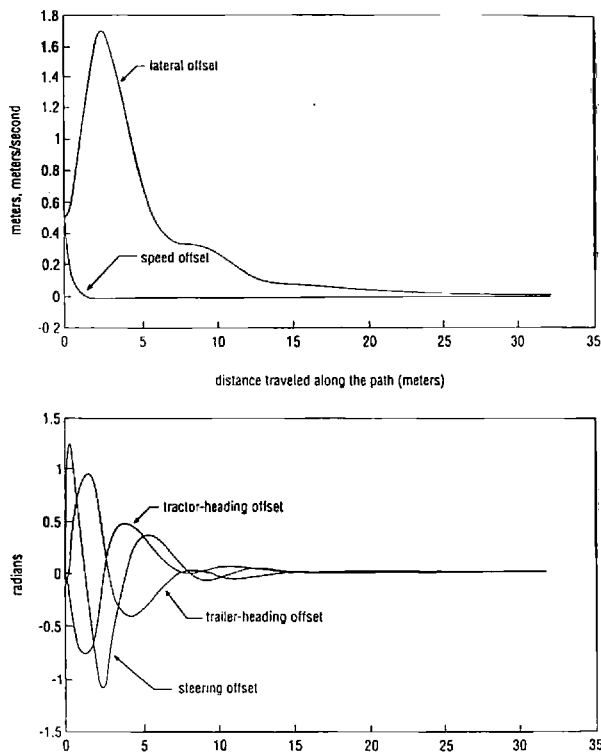 1.8
1.6
1.4
1.2
1
0.8
0.6
0.4
0.2
0
-0.2
meters, meters/second
lateral offset
speed offset
0 5 10 15 20 25 30 35
distance traveled along the path (meters)
1.5
1
0.5
0
-0.5
-1
-1.5
radians
tractor-heading offset
trailer-heading offset
steering offset
0 5 10 15 20 25 30 35